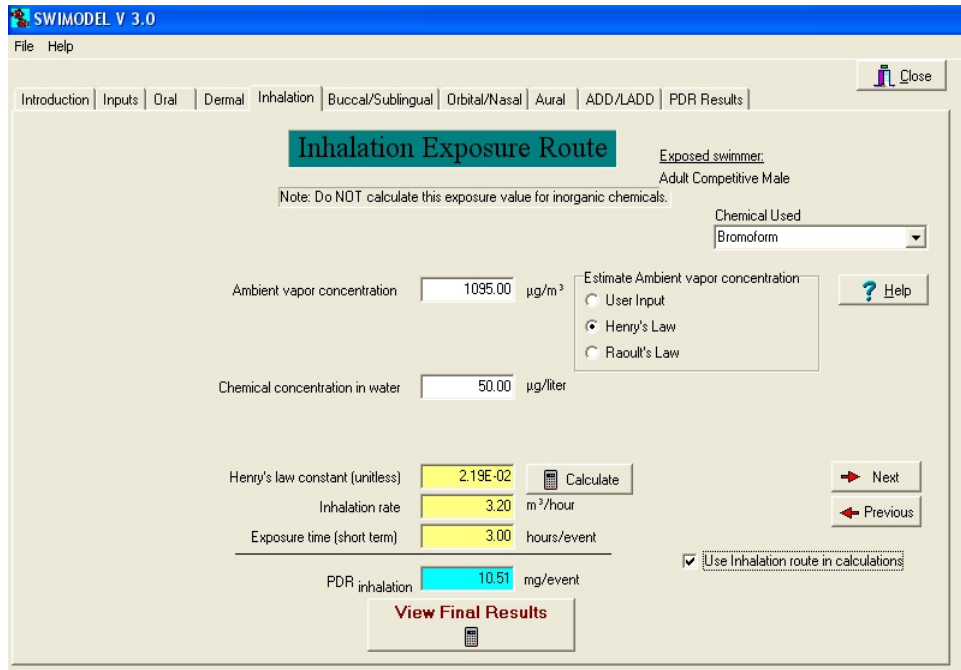 SWIMODEL V 3.0
File Help
Close
Introduction Inputs Oral Dermal Inhalation Buccal/Sublingual Orbital/Nasal Aural ADD/LADD PDR Results
Inhalation Exposure Route
Exposed swimmer:
Adult Competitive Male
Note: Do NOT calculate this exposure value for inorganic chemicals.
Chemical Used
Bromoform
Estimate Ambient vapor concentration
Ambient vapor concentration 1095.00 µg/m³
User Input
Henry's Law
Raoult's Law
? Help
Chemical concentration in water 50.00 µg/liter
Henry's law constant (unitless) 2.19E-02 Calculate
Next
Inhalation rate 3.20 m³/hour
Previous
Exposure time (short term) 3.00 hours/event
Use Inhalation route in calculations
PDR inhalation 10.51 mg/event
View Final Results